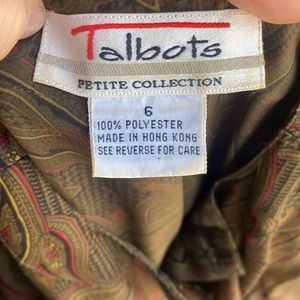 Talbots
PETITE COLLECTION
6
100% POLYESTER
MADE IN HONG KONG
SEE REVERSE FOR CARE